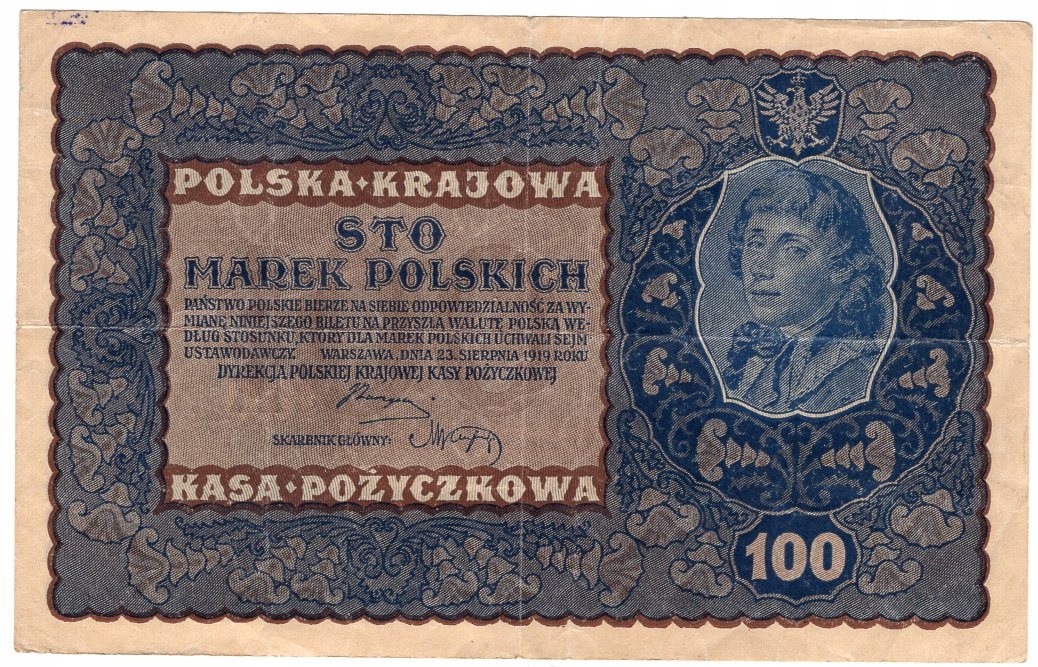 POLSKA·KRAJOWA
STO
MAREK POLSKICH
PAŃSTWO POLSKIE BIERZE NA SIEBIE ODPOWIEDZIALNOŚĆ ZA WY-
MIANĘ NINIEJSZEGO BILETU NA PRZYSZŁĄ WALUTĘ POLSKĄ WE-
DŁUG STOSUNKU, KTÓRY DLA MAREK POLSKICH UCHWALI SEJM
USTAWODAWCZY. WARSZAWA, DNIA 23. SIERPNIA 1919 ROKU
DYREKCJA POLSKIEJ KRAJOWEJ KASY POŻYCZKOWEJ
SKARBNIK GŁÓWNY:
KASA·POŻYCZKOWA
100